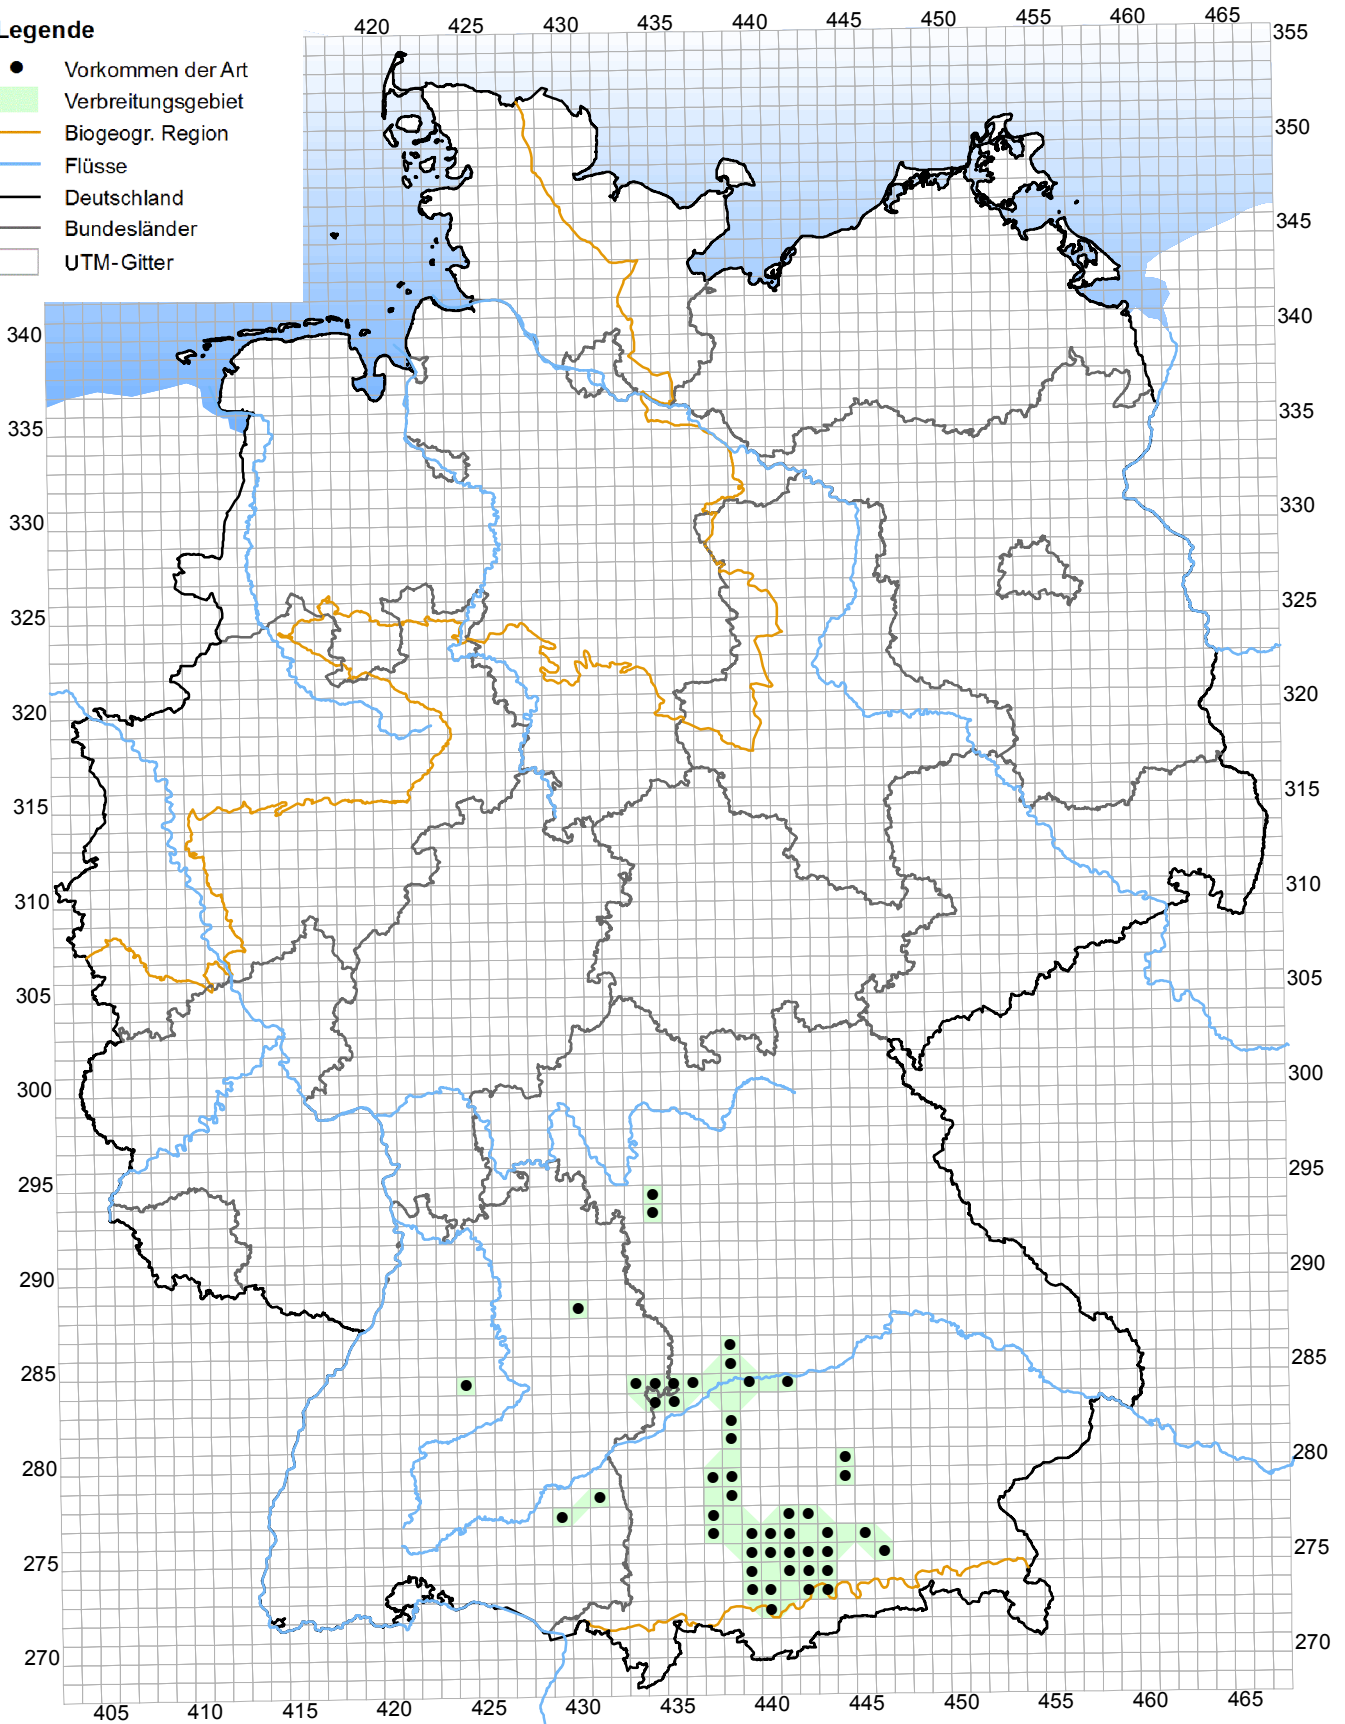 Legende
Vorkommen der Art
Verbreitungsgebiet
Biogeogr. Region
Flüsse
Deutschland
Bundesländer
UTM-Gitter
420 425 430 435 440 445 450 455 460 465
355
350
345
340 340
335 335
330 330
325 325
320 320
315 315
310 310
305 305
300 300
295 295
290 290
285 285
280 280
275 275
270 270
405 410 415 420 425 430 435 440 445 450 455 460 465